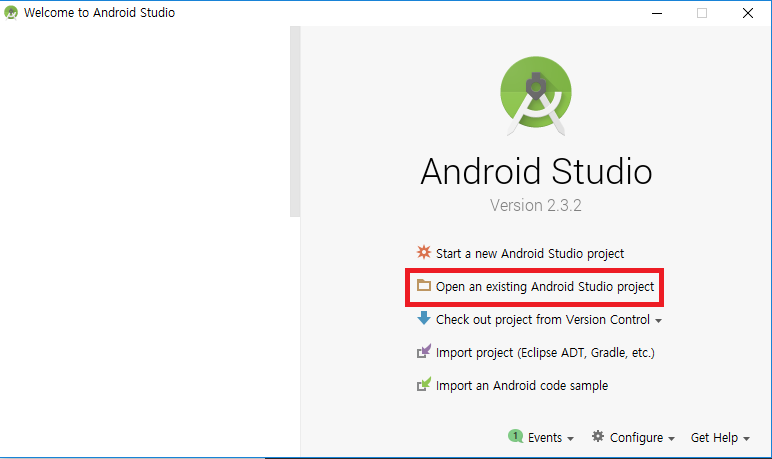 Welcome to Android Studio
Android Studio
Version 2.3.2
Start a new Android Studio project
Open an existing Android Studio project
Check out project from Version Control
Import project (Eclipse ADT, Gradle, etc.)
Import an Android code sample
1 Events Configure Get Help